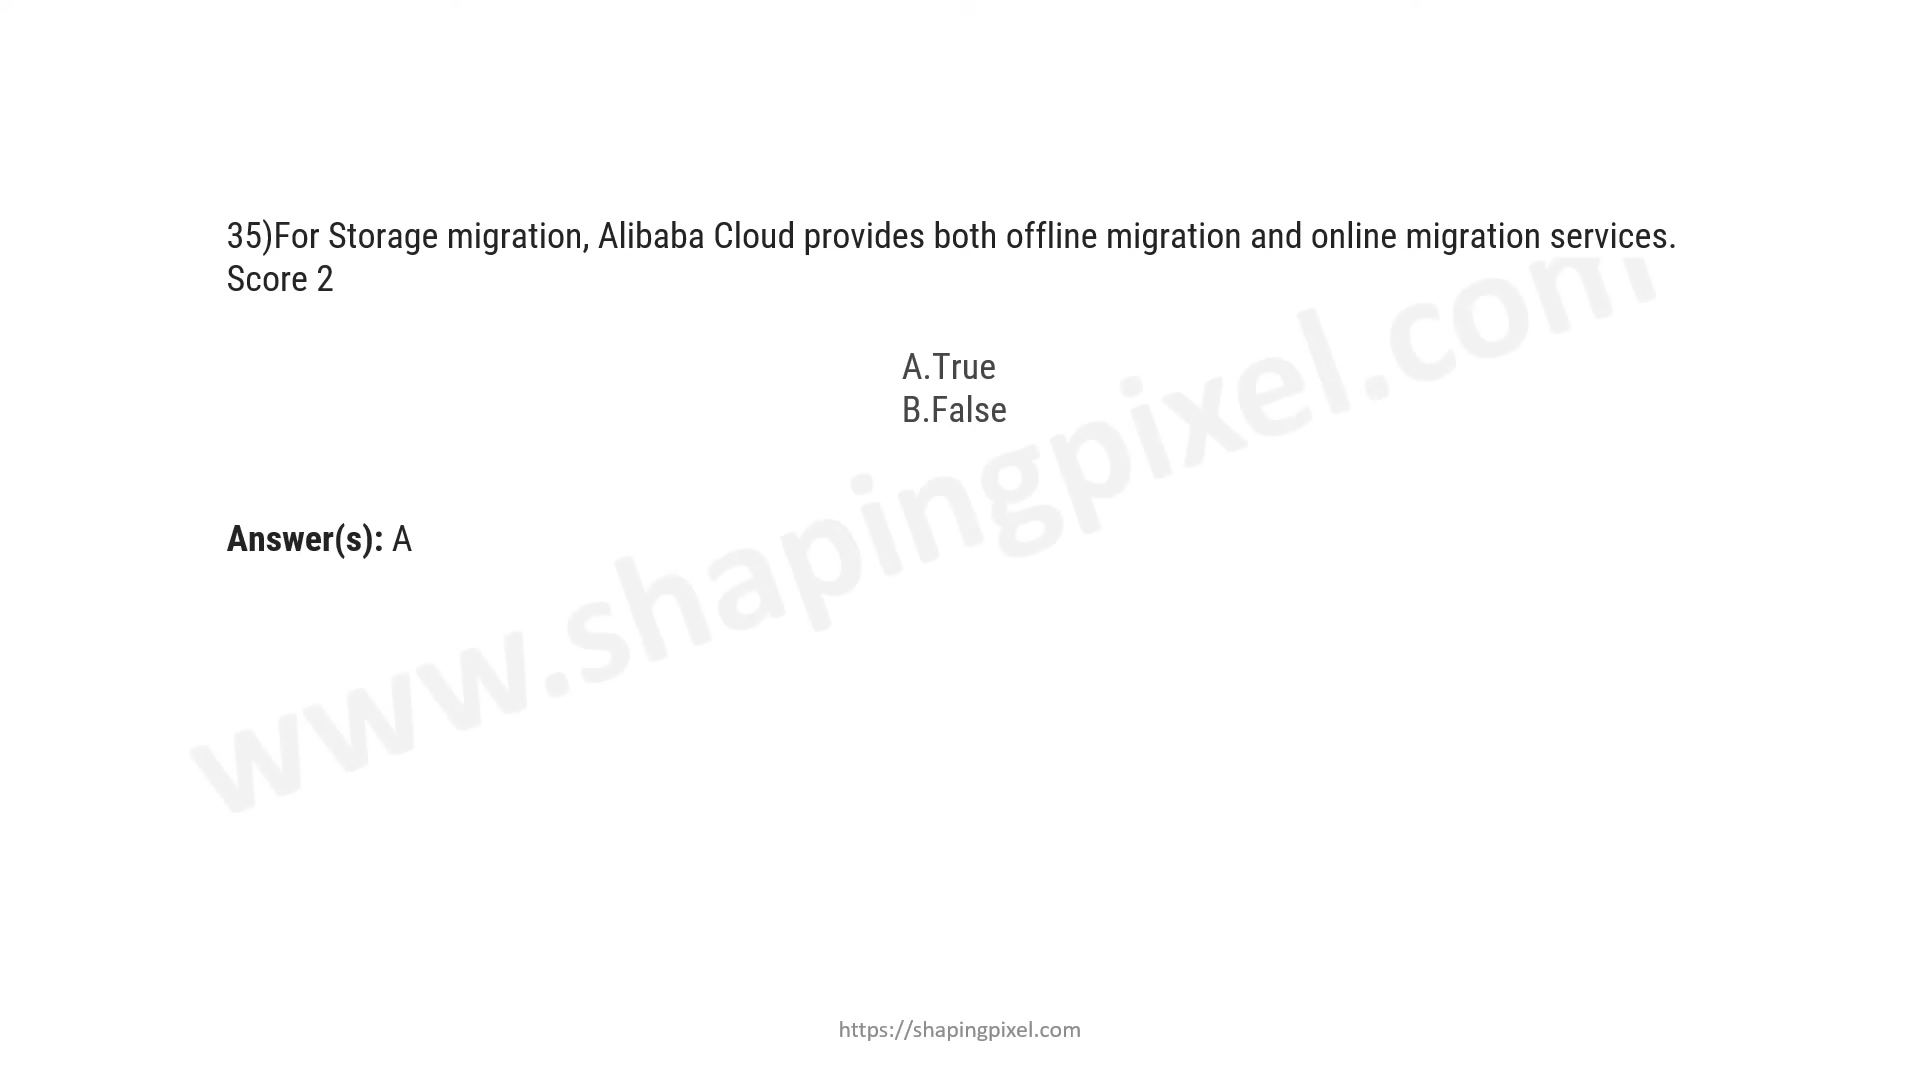 35)For Storage migration, Alibaba Cloud provides both offline migration and online migration services.
Score 2
A.True
B.False
Answer(s): A
www.shapingpixel.com
https://shapingpixel.com